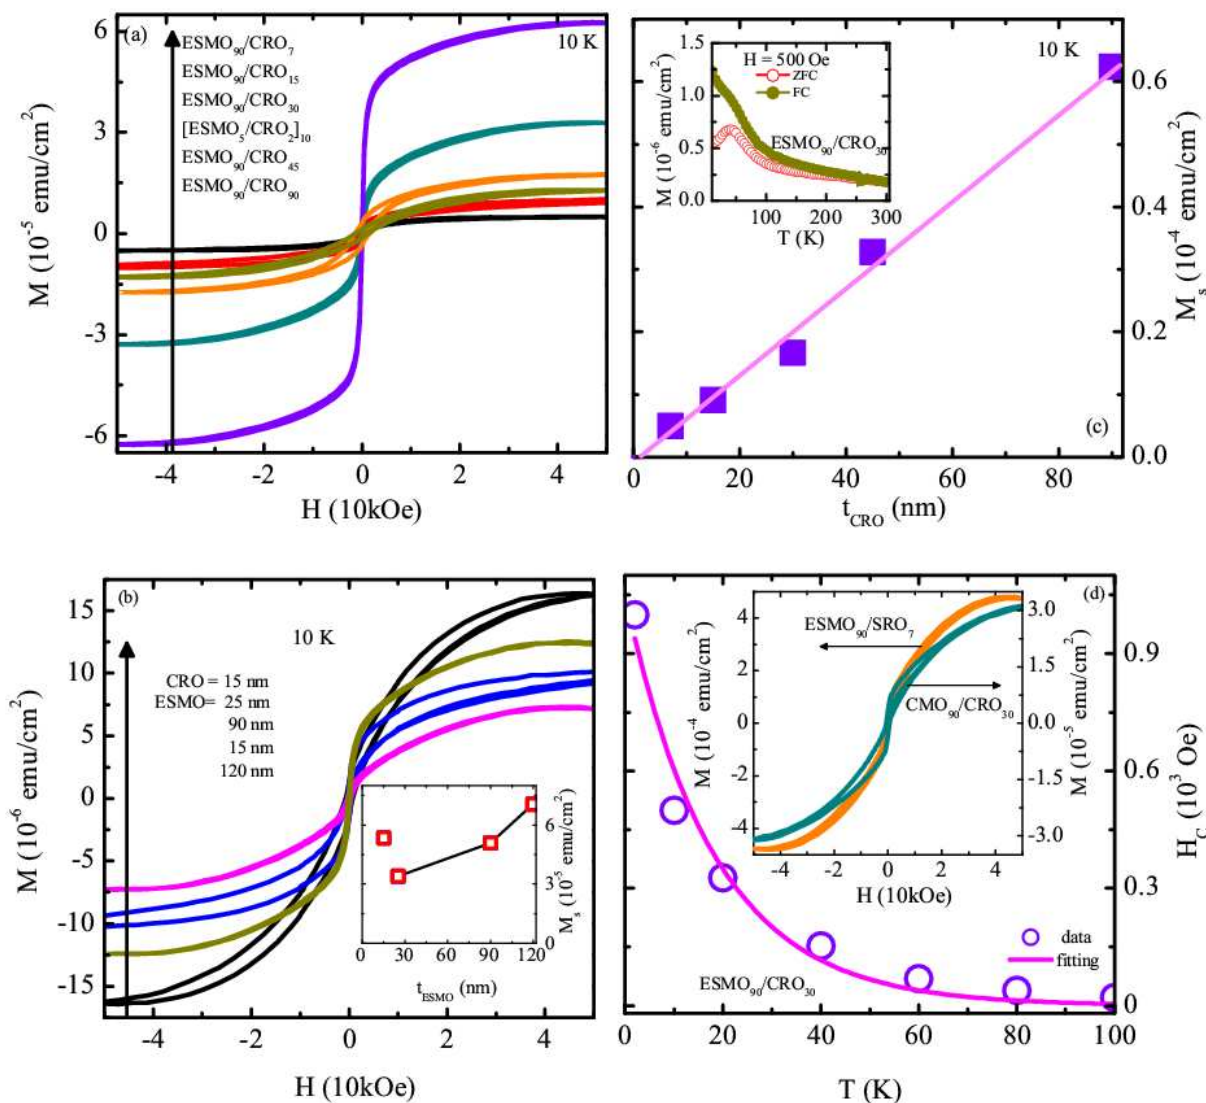 (a)
10 K
ESMO90/CRO7
ESMO90/CRO15
ESMO90/CRO30
[ESMO5/CRO2]10
ESMO90/CRO45
ESMO90/CRO90
6
3
0
-3
-6
M (10-5 emu/cm2)
-4 -2 0 2 4
H (10kOe)
10 K
1.5
1.0
0.5
0.0
M (10-6 emu/cm2)
H = 500 Oe
ZFC
FC
ESMO90/CRO30
100 200 300
T (K)
0.6
0.4
0.2
0.0
Ms (10-4 emu/cm2)
(c)
0 20 40 60 80
tCRO (nm)
(b)
10 K
CRO = 15 nm
ESMO= 25 nm
90 nm
15 nm
120 nm
15
10
5
0
-5
-10
-15
M (10-6 emu/cm2)
6
3
0
Ms (10-5 emu/cm2)
0 30 60 90 120
tESMO (nm)
-4 -2 0 2 4
H (10kOe)
(d)
4
2
0
-2
-4
M (10-4 emu/cm2)
ESMO90/SRO7
CMO90/CRO30
3.0
1.5
0.0
-1.5
-3.0
M (10-5 emu/cm2)
-4 -2 0 2 4
H (10kOe)
0.9
0.6
0.3
0
HC (103 Oe)
data
fitting
ESMO90/CRO30
0 20 40 60 80 100
T (K)